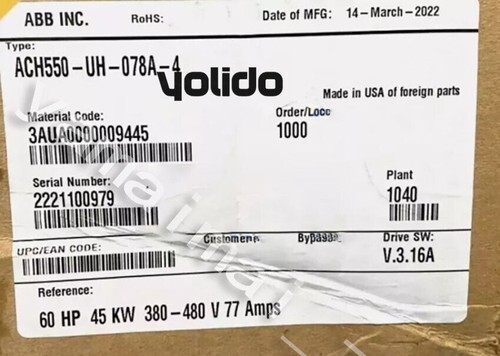 ABB INC. RoHS: Date of MFG: 14-March-2022
Type:
ACH550-UH-078A-4
yolido
Made in USA of foreign parts
Material Code: Order/Loce
3AUA0000009445 1000
Serial Number: Plant
2221100979 1040
UPC/EAN CODE: Customer: Drive SW:
V.3.16A
Reference:
60 HP 45 KW 380-480 V 77 Amps